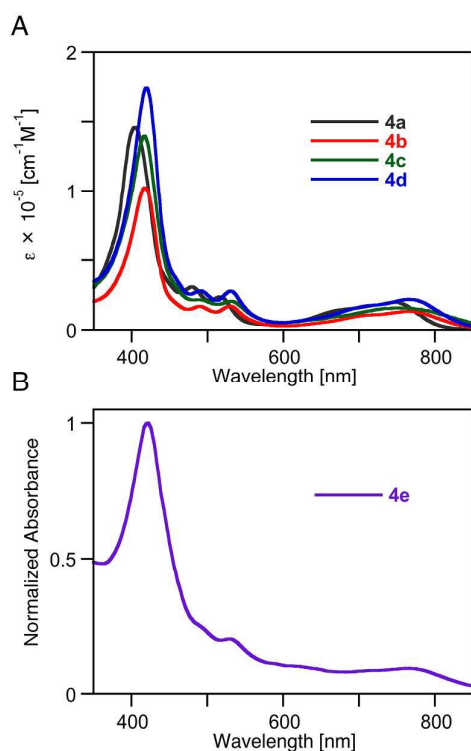 A
2
1
0
ε × 10⁻⁵ [cm⁻¹M⁻¹]
4a
4b
4c
4d
400
600
800
Wavelength [nm]
B
1
0.5
0
Normalized Absorbance
4e
400
600
800
Wavelength [nm]